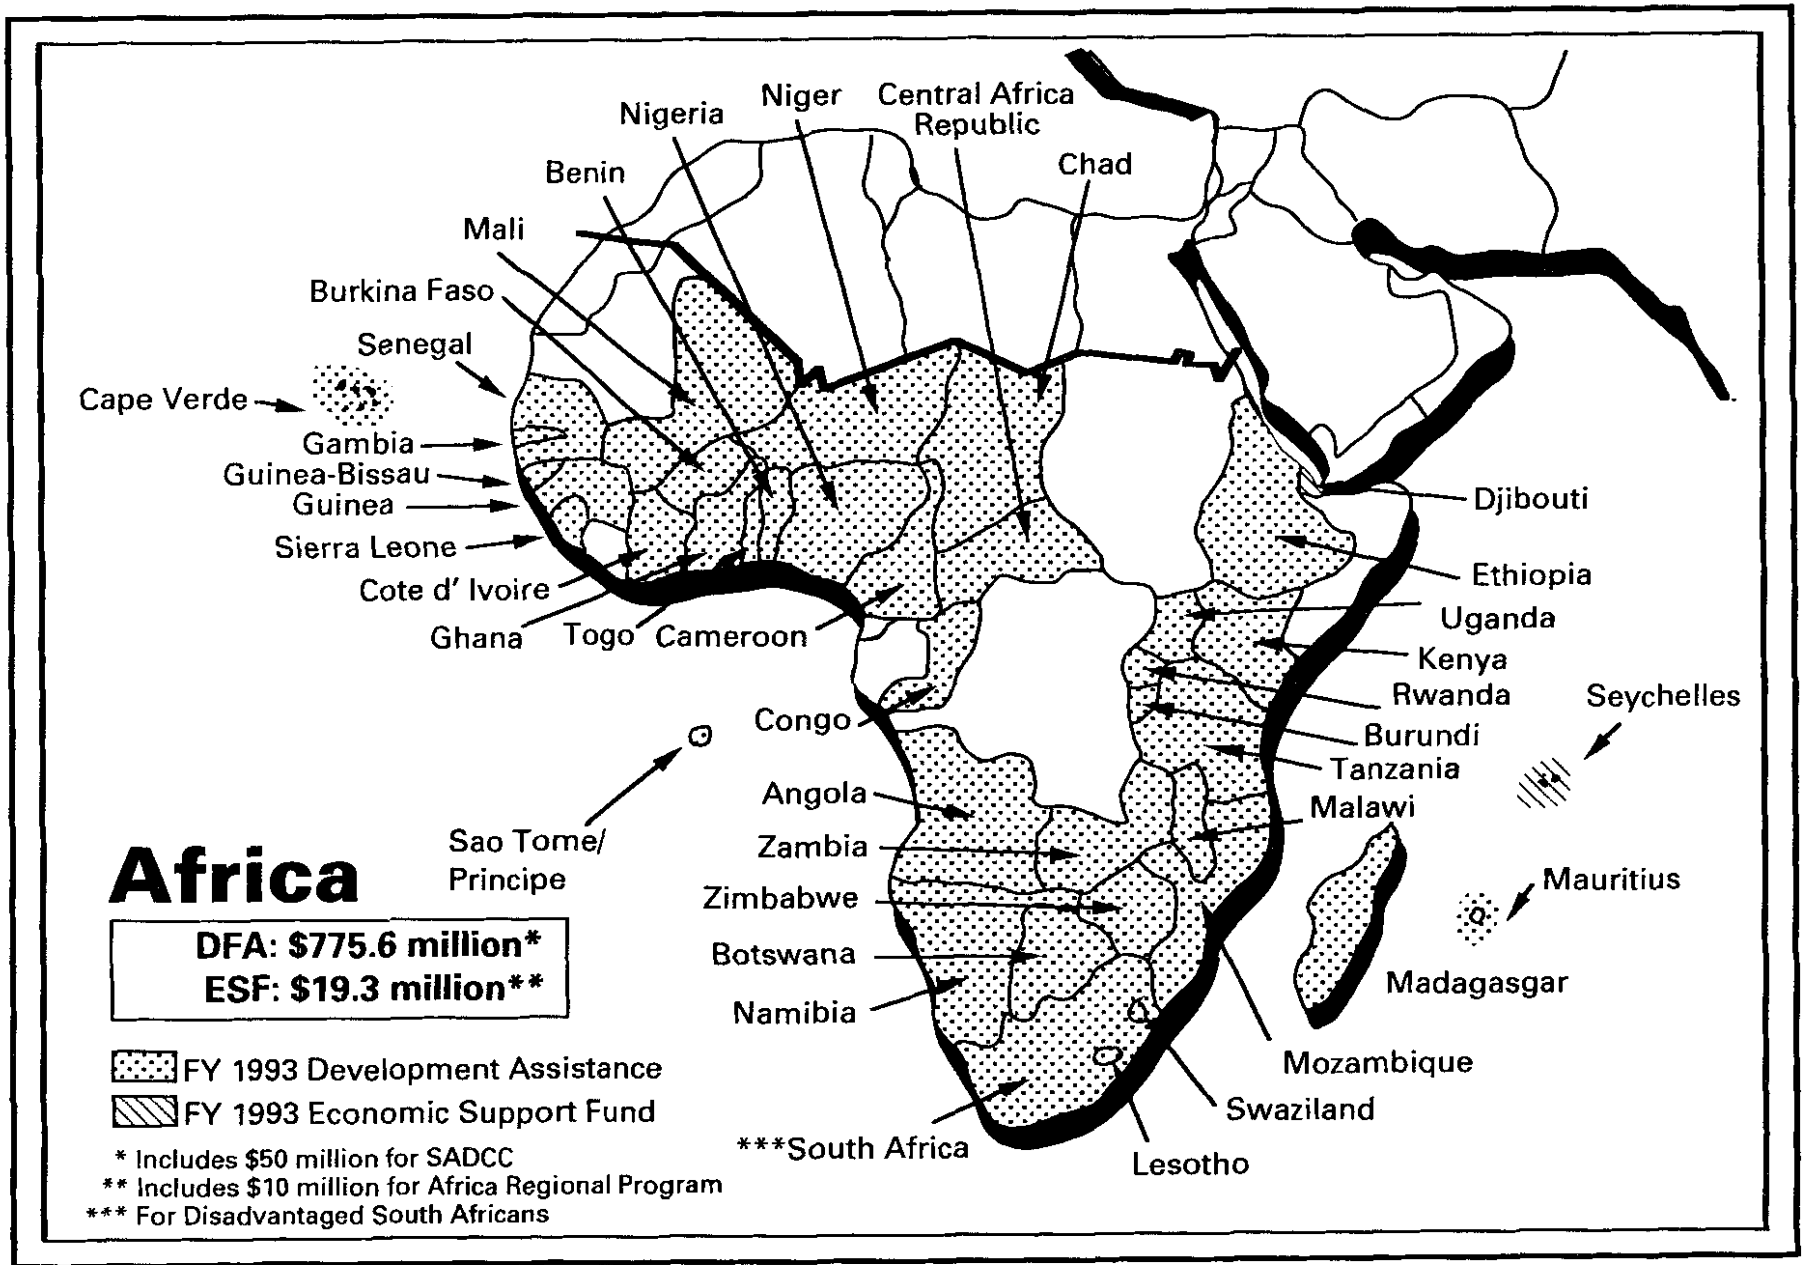 Nigeria
Niger
Central Africa
Republic
Benin
Chad
Mali
Burkina Faso
Senegal
Cape Verde
Gambia
Guinea-Bissau
Guinea
Sierra Leone
Cote d' Ivoire
Ghana
Togo
Cameroon
Djibouti
Ethiopia
Uganda
Kenya
Rwanda
Seychelles
Burundi
Tanzania
Malawi
Congo
Angola
Zambia
Zimbabwe
Botswana
Namibia
Sao Tome/
Principe
Mauritius
Madagasgar
Mozambique
Swaziland
Lesotho
***South Africa
Africa
DFA: $775.6 million*
ESF: $19.3 million**
FY 1993 Development Assistance
FY 1993 Economic Support Fund
* Includes $50 million for SADCC
** Includes $10 million for Africa Regional Program
*** For Disadvantaged South Africans